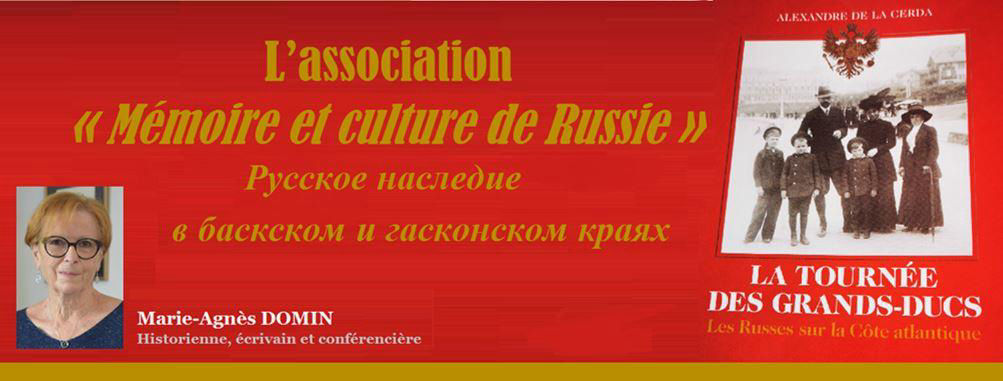 L’association
« Mémoire et culture de Russie »
Русское наследие
в баскском и гасконском краях
Marie-Agnès DOMIN
Historienne, écrivain et conférencière
ALEXANDRE DE LA CERDA
LA TOURNÉE
DES GRANDS-DUCS
Les Russes sur la Côte atlantique